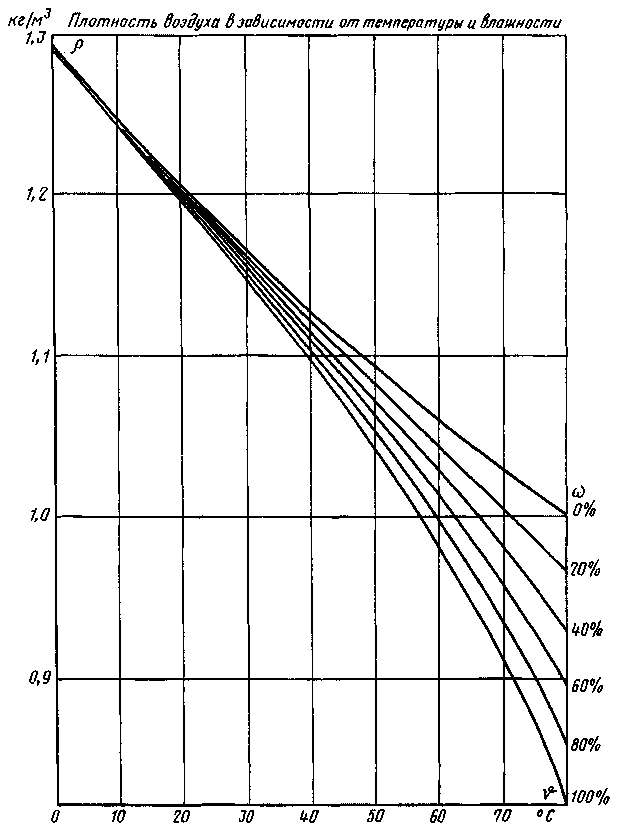 кг/м³ Плотность воздуха в зависимости от температуры и влажности
1,3
ρ
1,2
1,1
ω
1,0
0%
20%
40%
0,9
60%
80%
ϑ
100%
0 10 20 30 40 50 60 70 °C